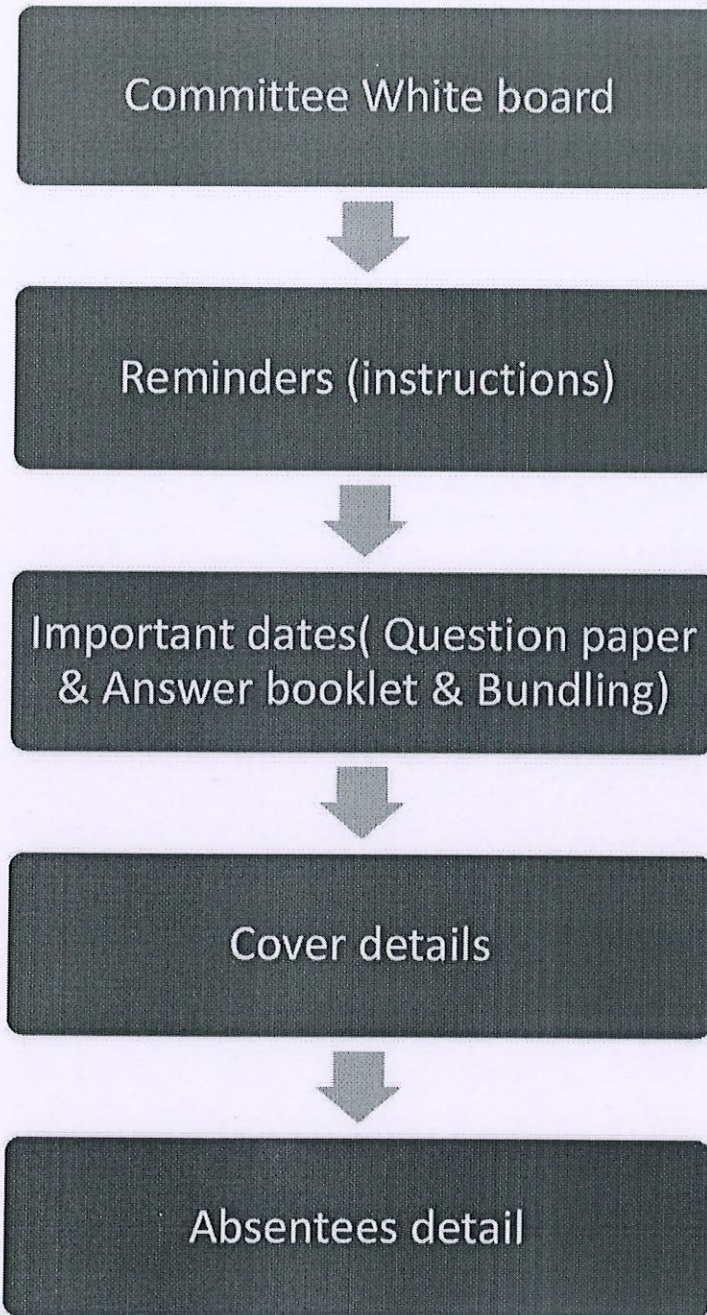 Committee White board
Reminders (instructions)
Important dates( Question paper
& Answer booklet & Bundling)
Cover details
Absentees detail